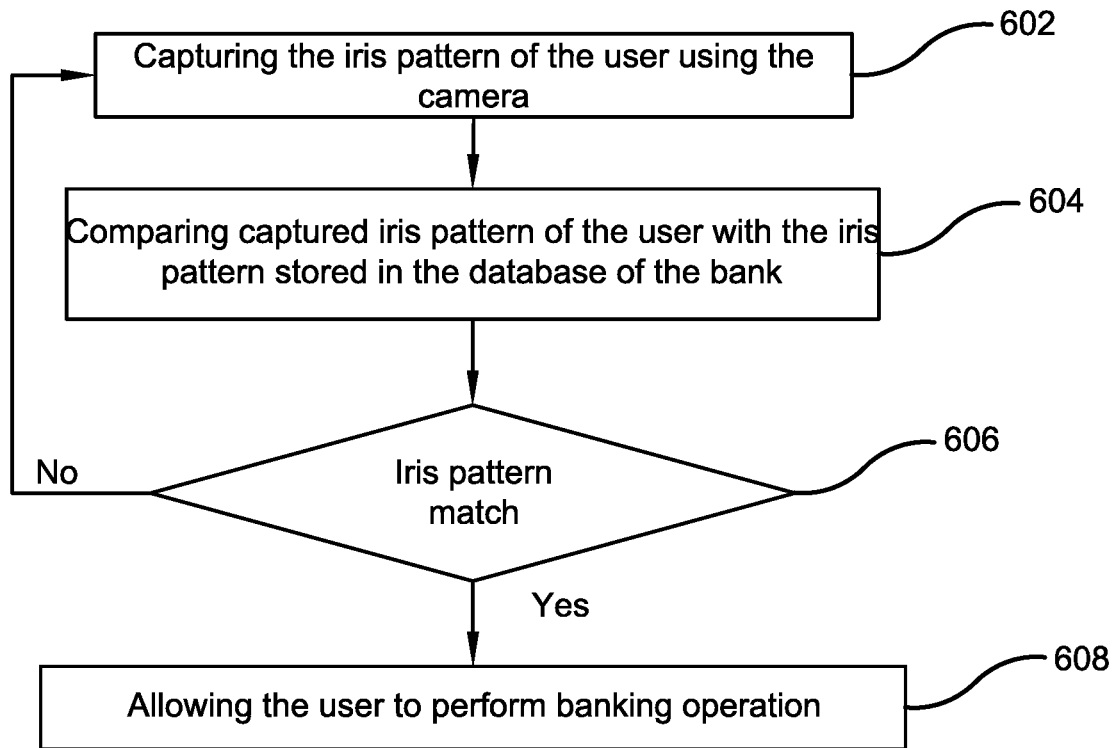 602
Capturing the iris pattern of the user using the
camera
604
Comparing captured iris pattern of the user with the iris
pattern stored in the database of the bank
606
No
Iris pattern
match
Yes
608
Allowing the user to perform banking operation